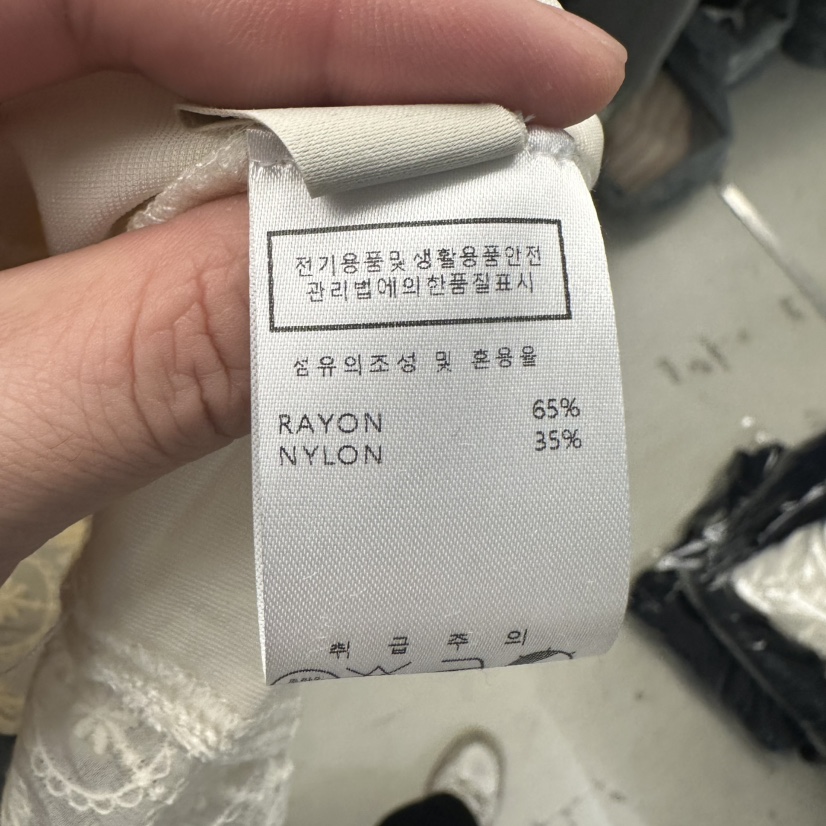 전기용품및생활용품안전
관리법에의한품질표시
섬유의조성 및 혼용율
RAYON 65%
NYLON 35%
취급주의